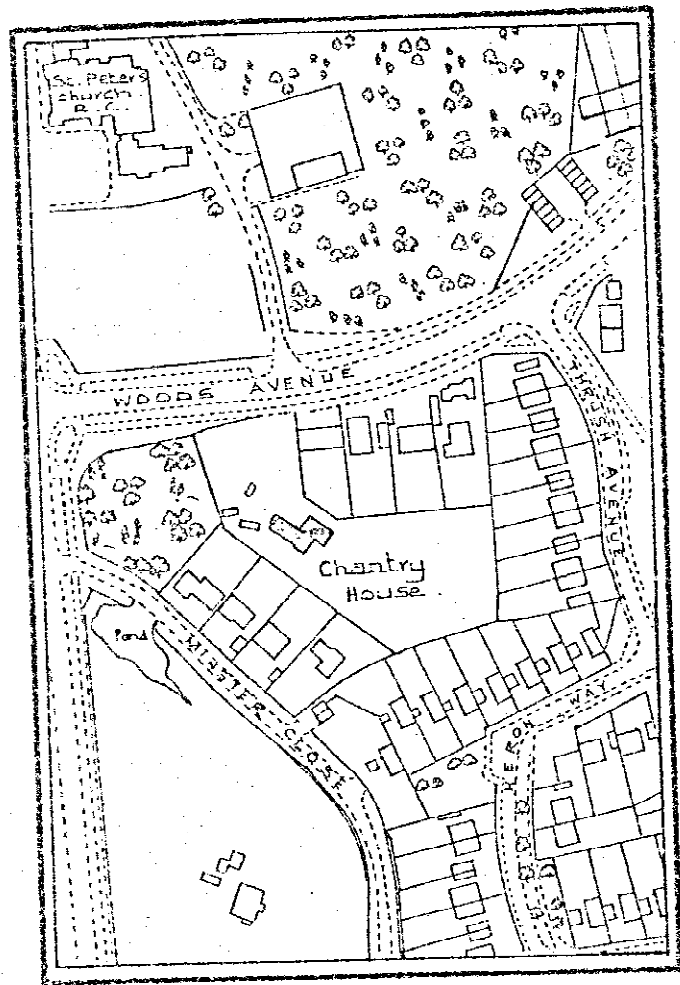 St. Peters
Church
R.C.
WOODS AVENUE
THRUSH AVENUE
Chantry
House
Pond
MINSTER CLOSE
HERON WAY